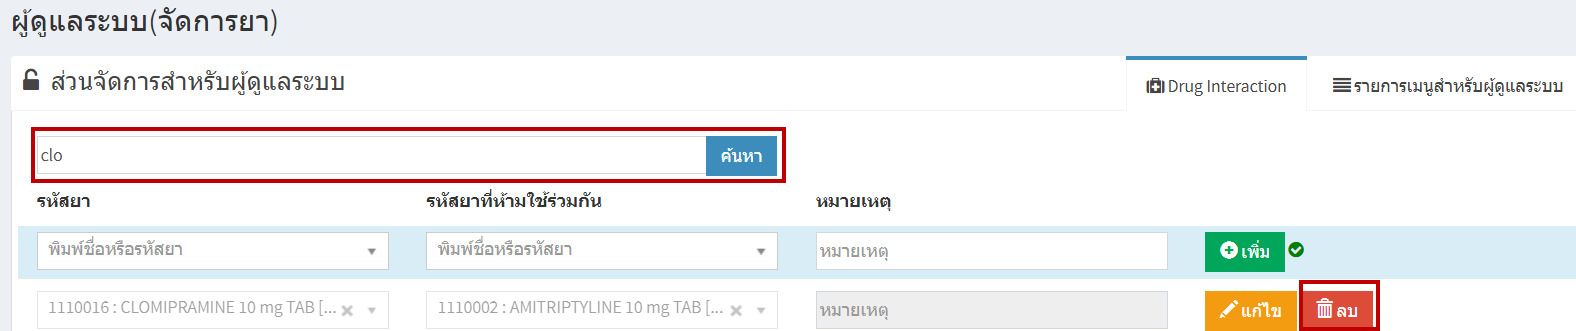 ผู้ดูแลระบบ(จัดการยา)
ส่วนจัดการสำหรับผู้ดูแลระบบ
Drug Interaction
รายการเมนูสำหรับผู้ดูแลระบบ
clo
ค้นหา
รหัสยา
รหัสยาที่ห้ามใช้ร่วมกัน
หมายเหตุ
พิมพ์ชื่อหรือรหัสยา
พิมพ์ชื่อหรือรหัสยา
หมายเหตุ
เพิ่ม
1110016 : CLOMIPRAMINE 10 mg TAB [...
1110002 : AMITRIPTYLINE 10 mg TAB [...
หมายเหตุ
แก้ไข
ลบ